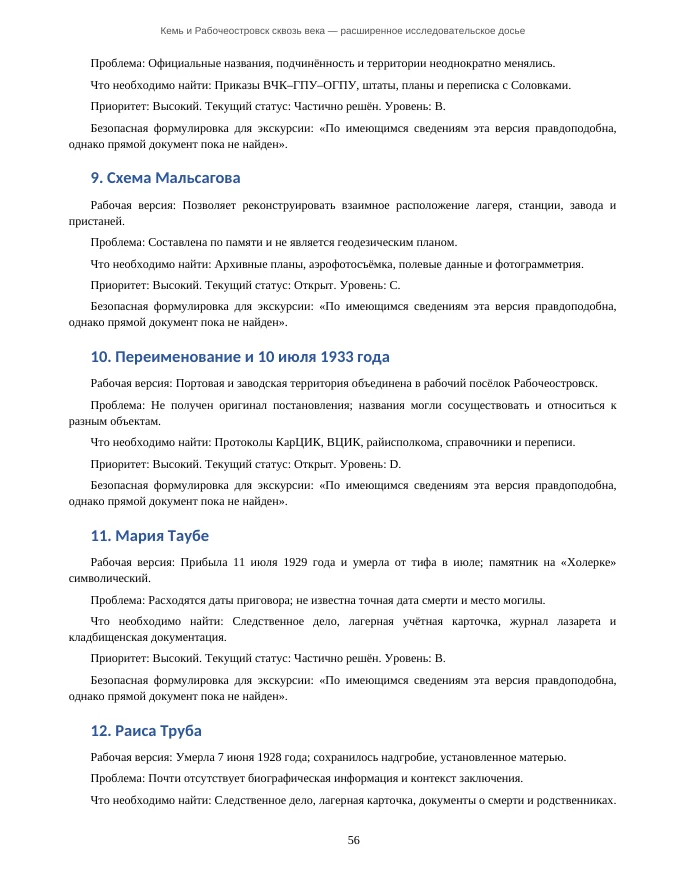 Кемь и Рабочеостровск сквозь века — расширенное исследовательское досье
Проблема: Официальные названия, подчинённость и территории неоднократно менялись.
Что необходимо найти: Приказы ВЧК–ГПУ–ОГПУ, штаты, планы и переписка с Соловками.
Приоритет: Высокий. Текущий статус: Частично решён. Уровень: B.
Безопасная формулировка для экскурсии: «По имеющимся сведениям эта версия правдоподобна,
однако прямой документ пока не найден».
9. Схема Мальсагова
Рабочая версия: Позволяет реконструировать взаимное расположение лагеря, станции, завода и
пристаней.
Проблема: Составлена по памяти и не является геодезическим планом.
Что необходимо найти: Архивные планы, аэрофотосъёмка, полевые данные и фотограмметрия.
Приоритет: Высокий. Текущий статус: Открыт. Уровень: C.
Безопасная формулировка для экскурсии: «По имеющимся сведениям эта версия правдоподобна,
однако прямой документ пока не найден».
10. Переименование и 10 июля 1933 года
Рабочая версия: Портовая и заводская территория объединена в рабочий посёлок Рабочеостровск.
Проблема: Не получен оригинал постановления; названия могли сосуществовать и относиться к
разным объектам.
Что необходимо найти: Протоколы КарЦИК, ВЦИК, райисполкома, справочники и переписи.
Приоритет: Высокий. Текущий статус: Открыт. Уровень: D.
Безопасная формулировка для экскурсии: «По имеющимся сведениям эта версия правдоподобна,
однако прямой документ пока не найден».
11. Мария Таубе
Рабочая версия: Прибыла 11 июля 1929 года и умерла от тифа в июле; памятник на «Холерке»
символический.
Проблема: Расходятся даты приговора; не известна точная дата смерти и место могилы.
Что необходимо найти: Следственное дело, лагерная учётная карточка, журнал лазарета и
кладбищенская документация.
Приоритет: Высокий. Текущий статус: Частично решён. Уровень: B.
Безопасная формулировка для экскурсии: «По имеющимся сведениям эта версия правдоподобна,
однако прямой документ пока не найден».
12. Раиса Труба
Рабочая версия: Умерла 7 июня 1928 года; сохранилось надгробие, установленное матерью.
Проблема: Почти отсутствует биографическая информация и контекст заключения.
Что необходимо найти: Следственное дело, лагерная карточка, документы о смерти и родственниках.
56